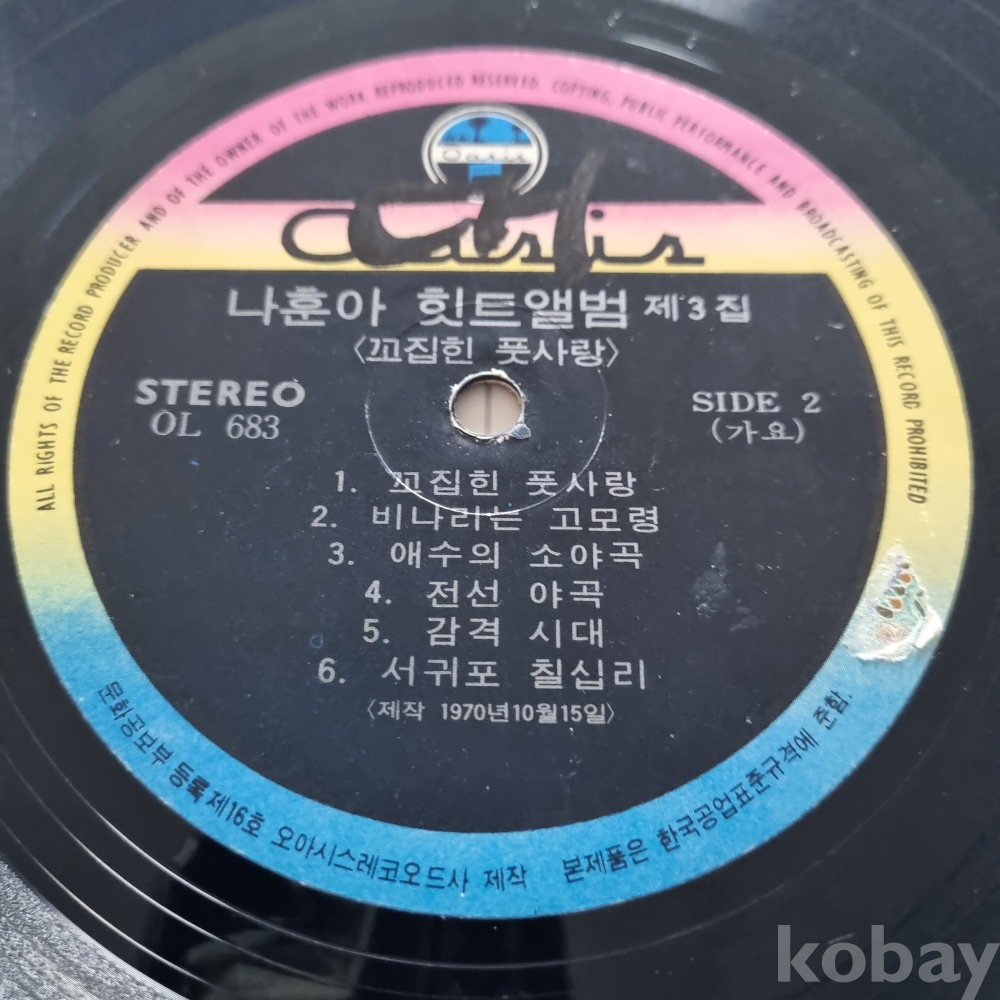 ALL RIGHTS OF THE RECORD PRODUCER AND OF THE OWNER OF THE WORK REPRODUCED RESERVED. COPYING, PUBLIC PERFORMANCE AND BROADCASTING OF THIS RECORD PROHIBITED
Oasis
Oasis
나훈아 힛트앨범 제3집
〈꼬집힌 풋사랑〉
STEREO
OL 683
SIDE 2
(가요)
1. 꼬집힌 풋사랑
2. 비나리는 고모령
3. 애수의 소야곡
4. 전선 야곡
5. 감격 시대
6. 서귀포 칠십리
〈제작 1970년10월15일〉
문화공보부 등록 제16호 오아시스레코오드사 제작 본제품은 한국공업표준규격에 준함.
kobay